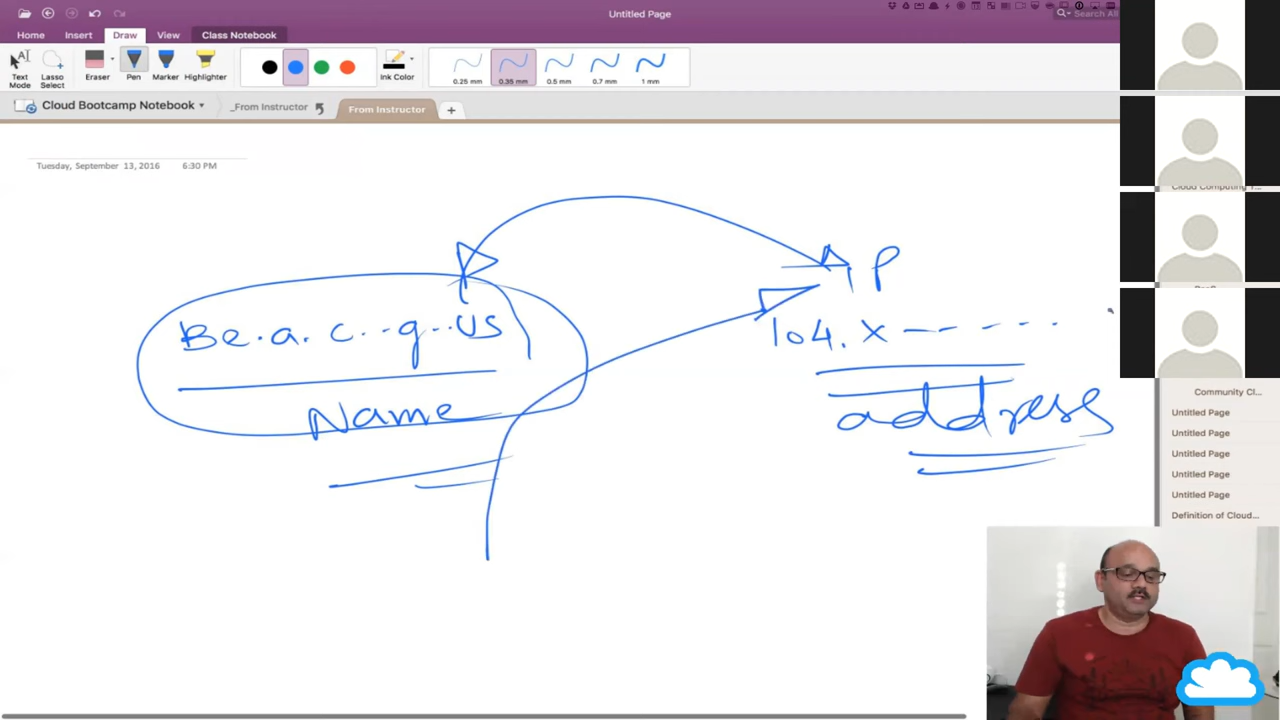 Untitled Page
Search All
Home Insert Draw View Class Notebook
Text Mode
Lasso Select
Eraser
Pen
Marker
Highlighter
Ink Color
0.25 mm
0.35 mm
0.5 mm
0.7 mm
1 mm
Cloud Bootcamp Notebook
_From Instructor
From Instructor
Tuesday, September 13, 2016 6:30 PM
IP
Be.a.c...g...us
104.x------
Name
address
Community Cl...
Untitled Page
Untitled Page
Untitled Page
Untitled Page
Untitled Page
Definition of Cloud...